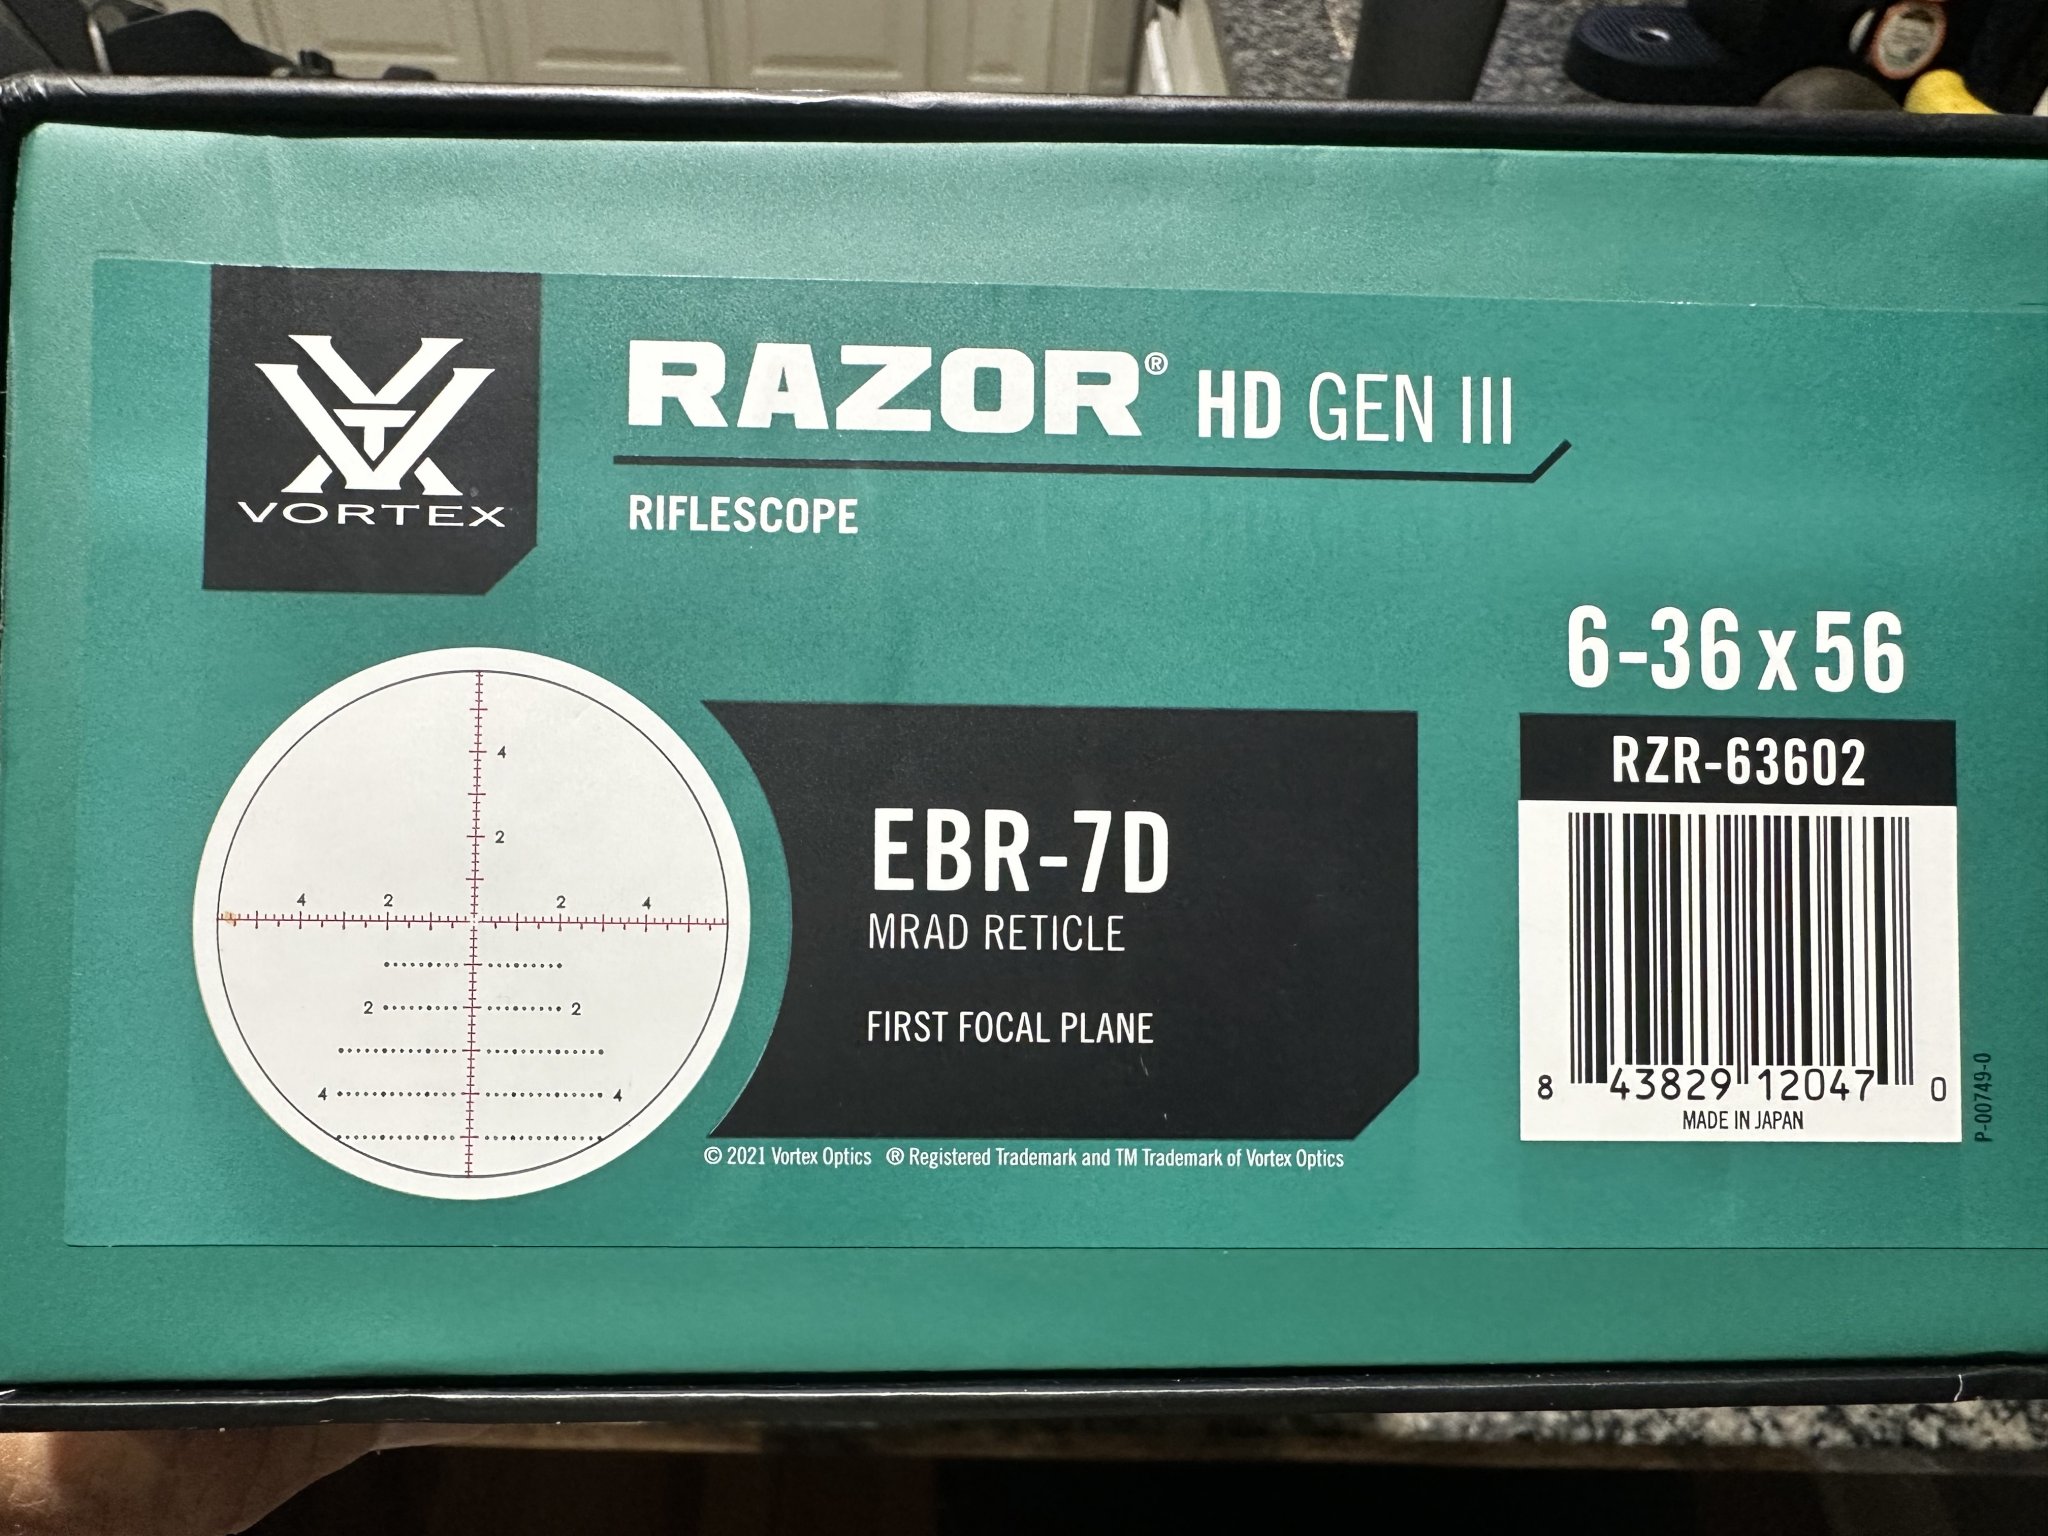 VORTEX
RAZOR® HD GEN III
RIFLESCOPE
6-36 x 56
RZR-63602
4
2
4 2 2 4
2 2
4 4
EBR-7D
MRAD RETICLE
FIRST FOCAL PLANE
8 43829 12047 0
MADE IN JAPAN
P-00749-0
© 2021 Vortex Optics ® Registered Trademark and TM Trademark of Vortex Optics